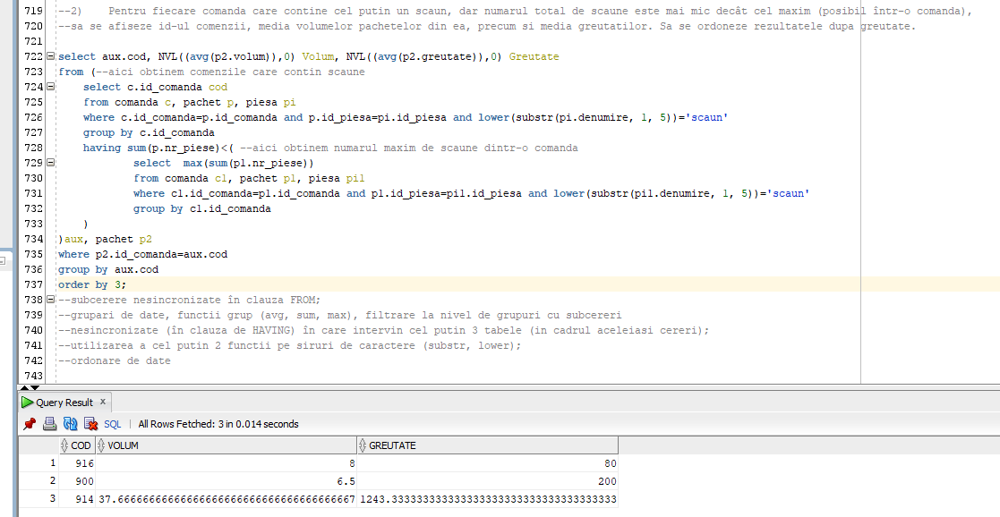 719 --2)    Pentru fiecare comanda care contine cel putin un scaun, dar numarul total de scaune este mai mic decât cel maxim (posibil într-o comanda),
720 --sa se afiseze id-ul comenzii, media volumelor pachetelor din ea, precum si media greutatilor. Sa se ordoneze rezultatele dupa greutate.
721
722 select aux.cod, NVL((avg(p2.volum)),0) Volum, NVL((avg(p2.greutate)),0) Greutate
723 from (--aici obtinem comenzile care contin scaune
724     select c.id_comanda cod
725     from comanda c, pachet p, piesa pi
726     where c.id_comanda=p.id_comanda and p.id_piesa=pi.id_piesa and lower(substr(pi.denumire, 1, 5))='scaun'
727     group by c.id_comanda
728     having sum(p.nr_piese)<( --aici obtinem numarul maxim de scaune dintr-o comanda
729             select  max(sum(p1.nr_piese))
730             from comanda c1, pachet p1, piesa pi1
731             where c1.id_comanda=p1.id_comanda and p1.id_piesa=pi1.id_piesa and lower(substr(pi1.denumire, 1, 5))='scaun'
732             group by c1.id_comanda
733     )
734 )aux, pachet p2
735 where p2.id_comanda=aux.cod
736 group by aux.cod
737 order by 3;
738 --subcerere nesincronizate în clauza FROM;
739 --grupari de date, functii grup (avg, sum, max), filtrare la nivel de grupuri cu subcereri
740 --nesincronizate (în clauza de HAVING) în care intervin cel putin 3 tabele (in cadrul aceleiasi cereri);
741 --utilizarea a cel putin 2 functii pe siruri de caractere (substr, lower);
742 --ordonare de date
743
Query Result x
SQL | All Rows Fetched: 3 in 0.014 seconds
COD VOLUM GREUTATE
1 916 8 80
2 900 6.5 200
3 914 37.6666666666666666666666666666666666667 1243.33333333333333333333333333333333333